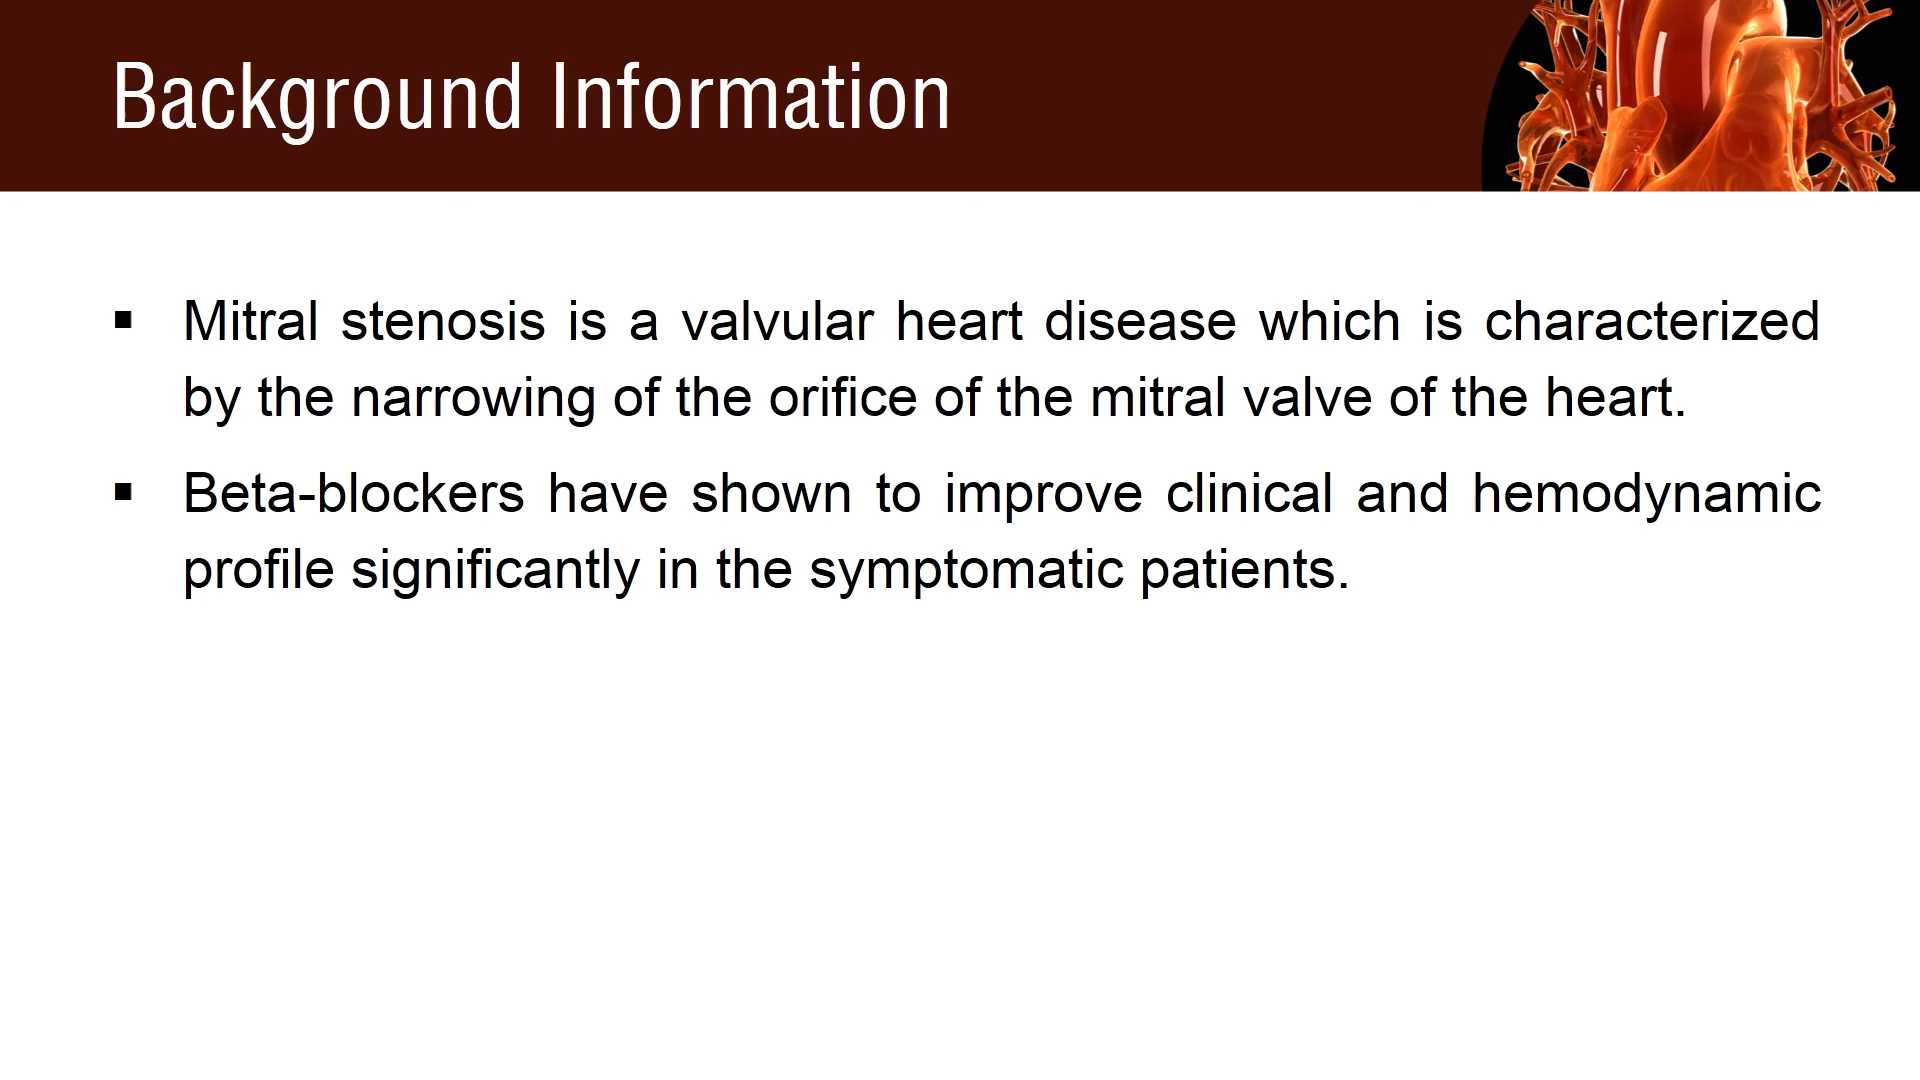 Background Information
▪ Mitral stenosis is a valvular heart disease which is characterized
by the narrowing of the orifice of the mitral valve of the heart.
▪ Beta-blockers have shown to improve clinical and hemodynamic
profile significantly in the symptomatic patients.